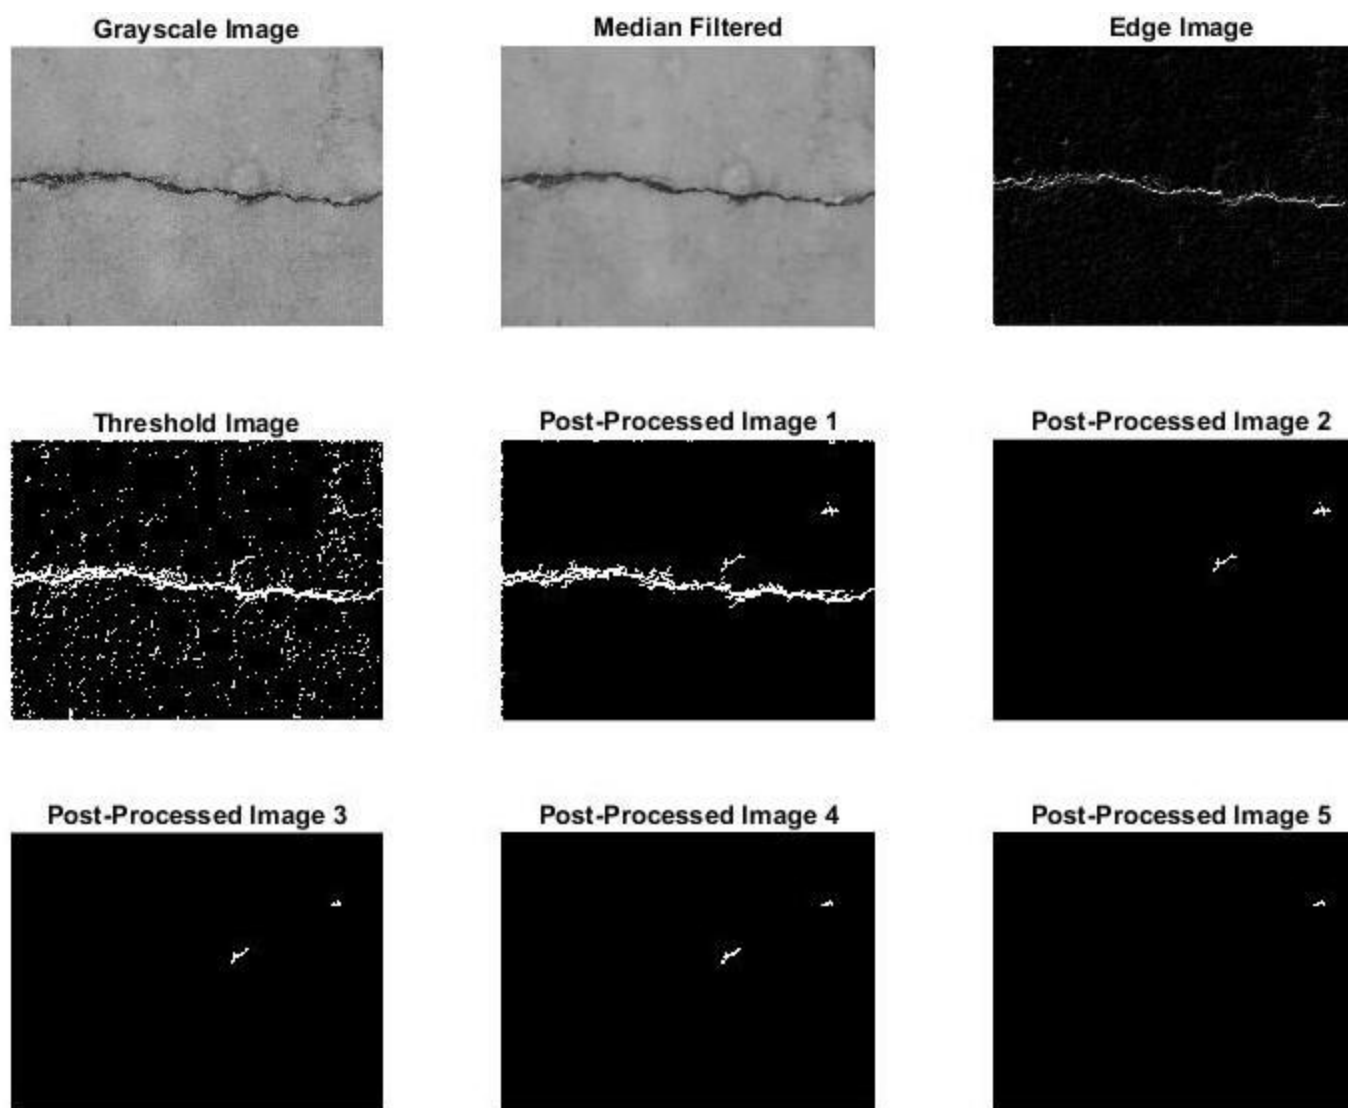 Grayscale Image
Median Filtered
Edge Image
Threshold Image
Post-Processed Image 1
Post-Processed Image 2
Post-Processed Image 3
Post-Processed Image 4
Post-Processed Image 5